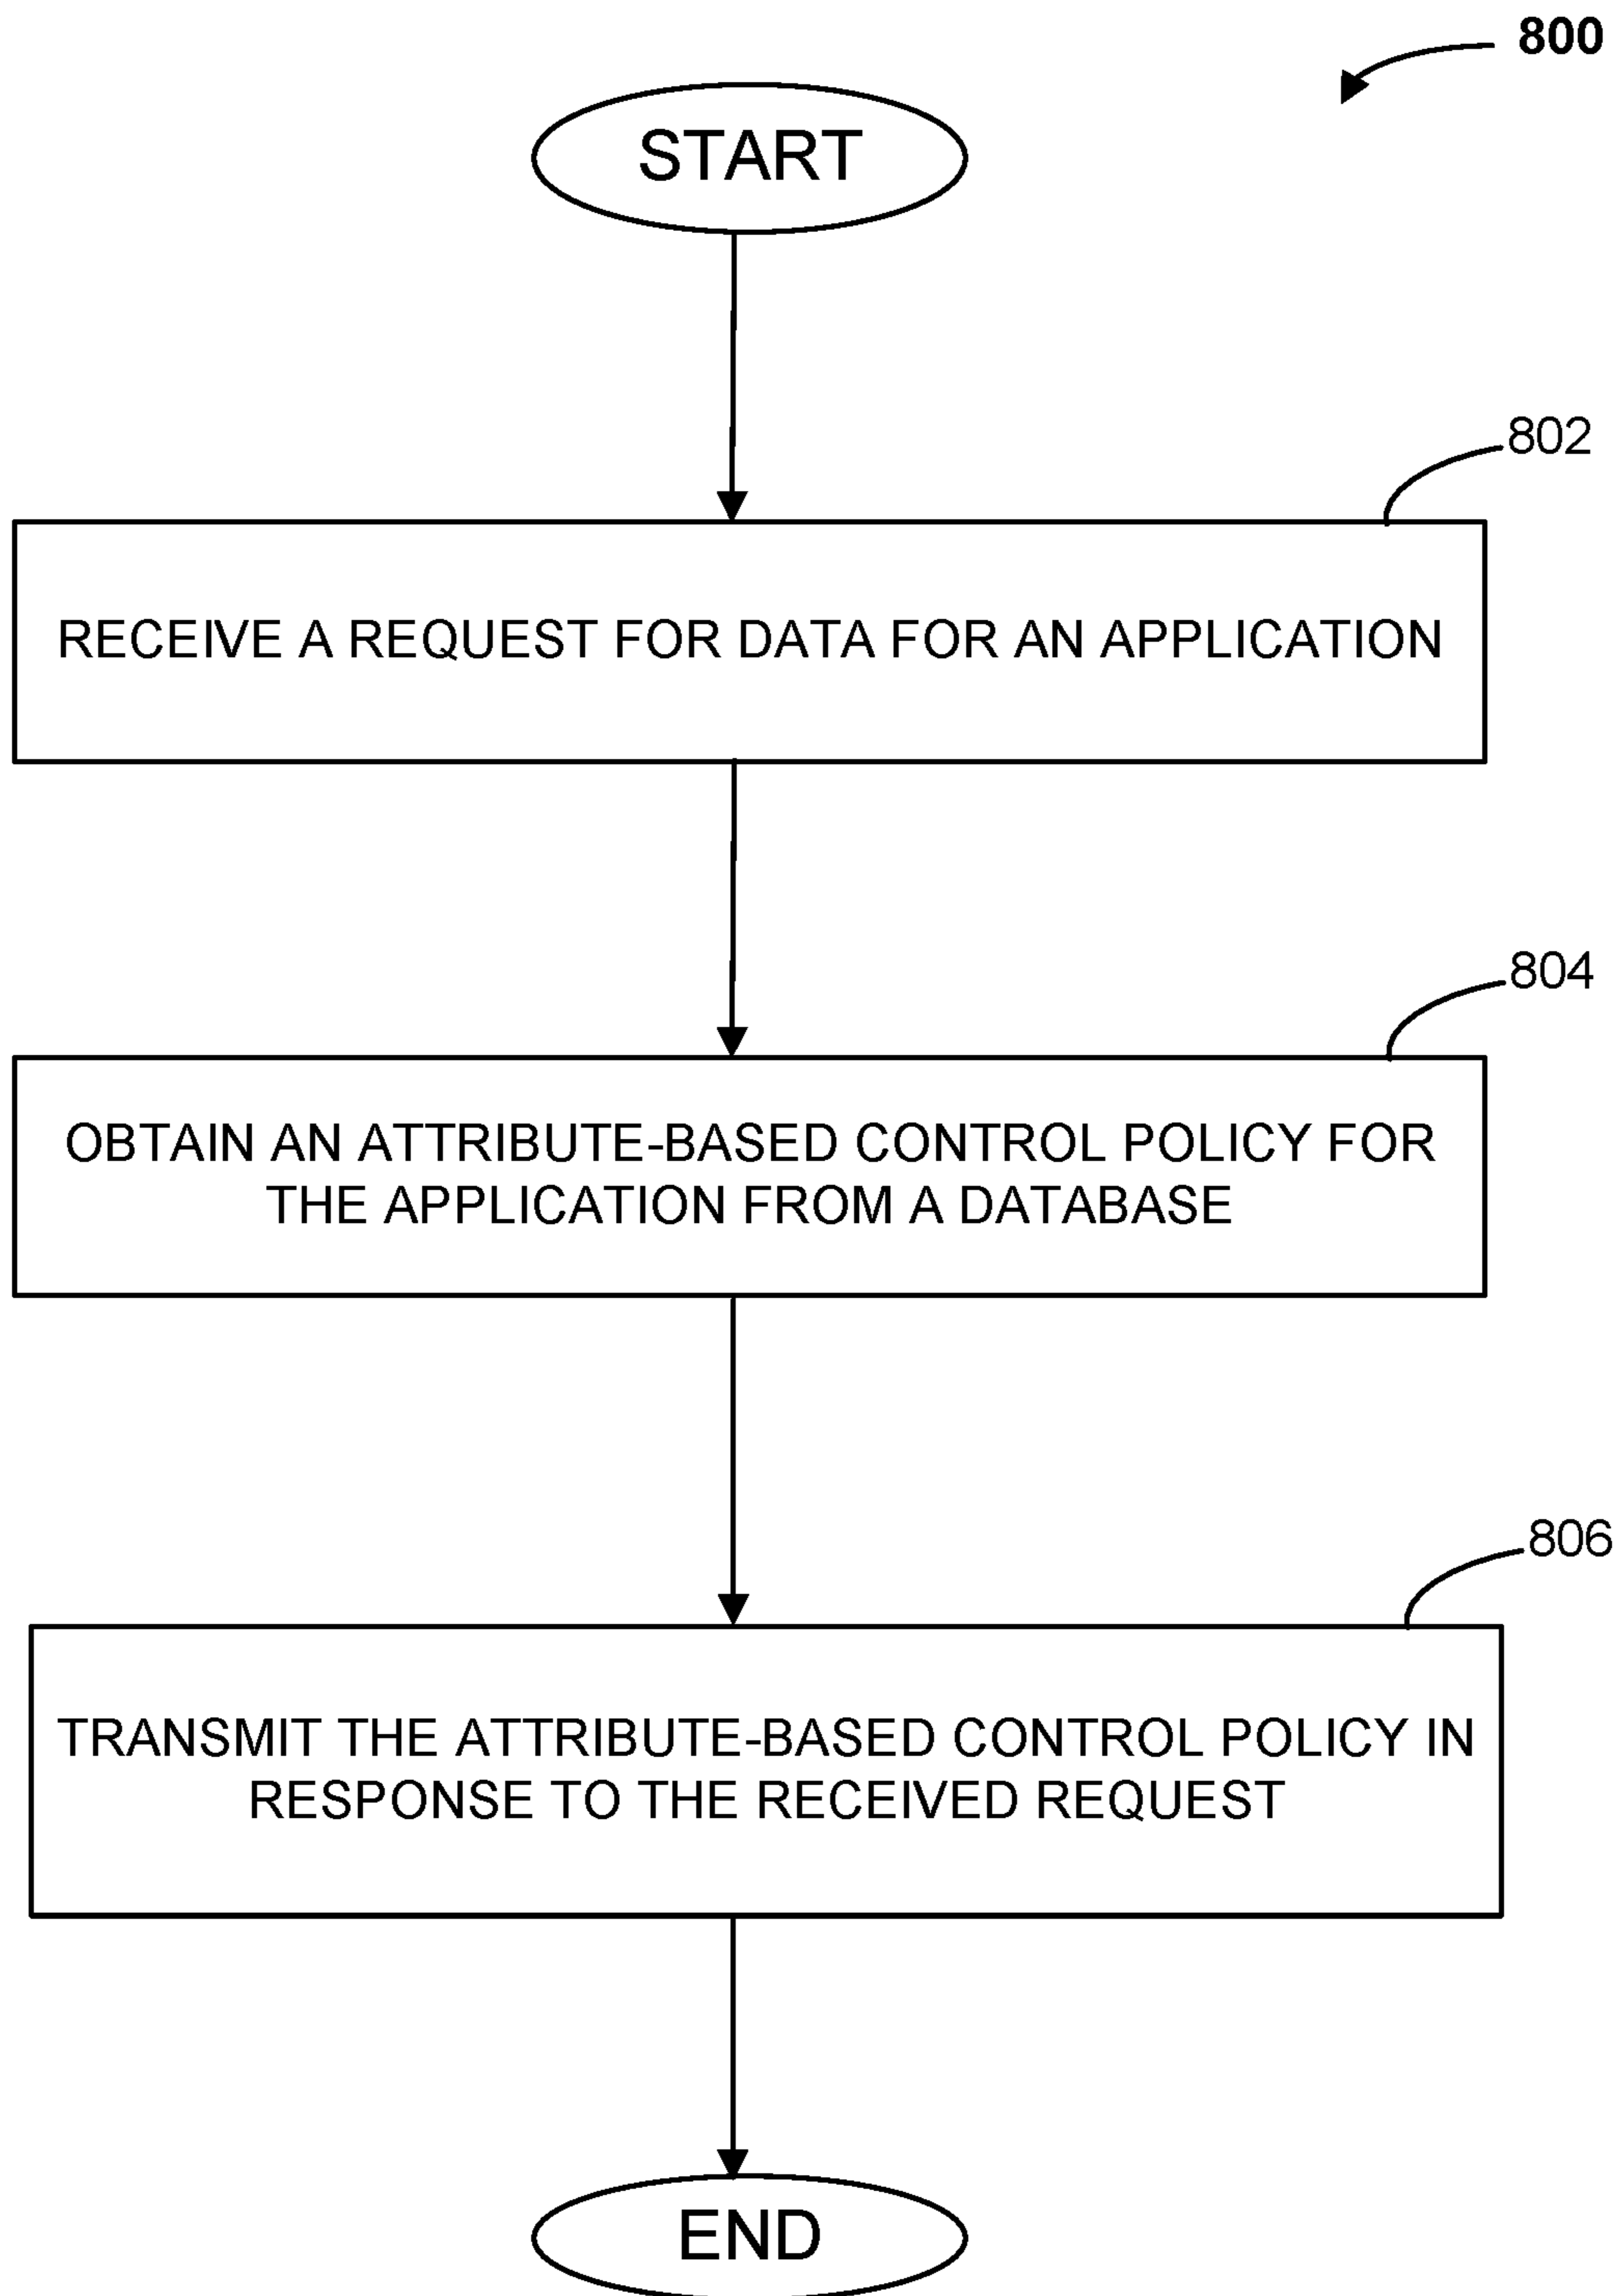 800
START
802
RECEIVE A REQUEST FOR DATA FOR AN APPLICATION
804
OBTAIN AN ATTRIBUTE-BASED CONTROL POLICY FOR
THE APPLICATION FROM A DATABASE
806
TRANSMIT THE ATTRIBUTE-BASED CONTROL POLICY IN
RESPONSE TO THE RECEIVED REQUEST
END